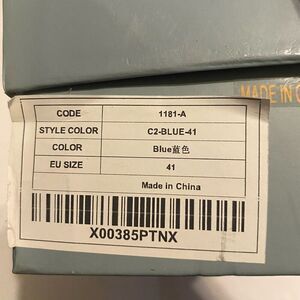 MADE IN
CODE 1181-A
STYLE COLOR C2-BLUE-41
COLOR Blue蓝色
EU SIZE 41
Made in China
X00385PTNX